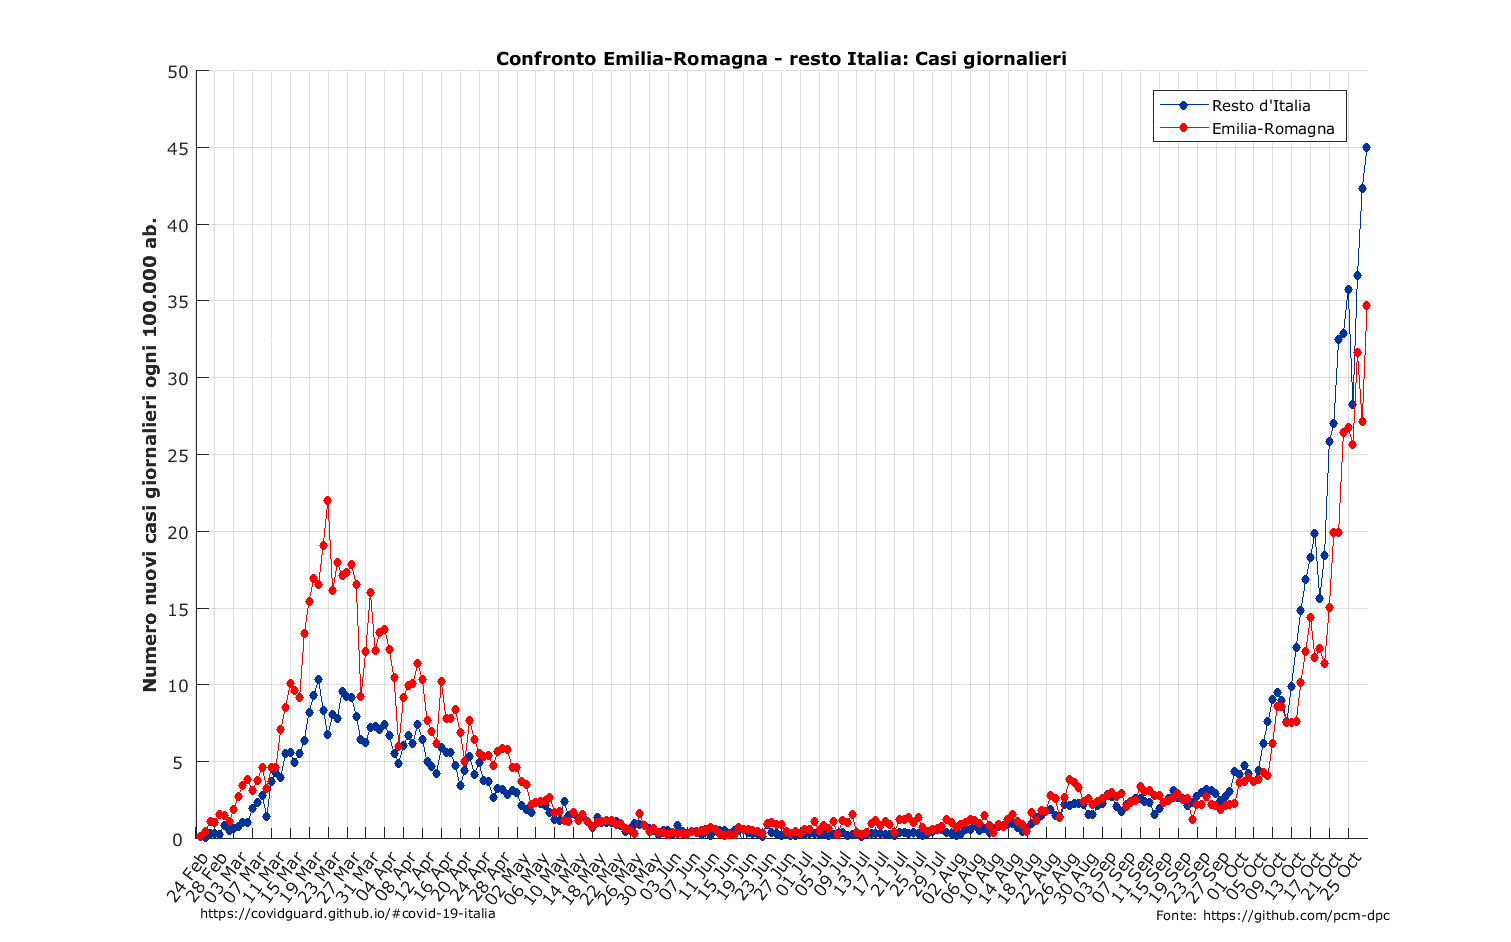 Confronto Emilia-Romagna - resto Italia: Casi giornalieri
Resto d'Italia
Emilia-Romagna
Numero nuovi casi giornalieri ogni 100.000 ab.
50
45
40
35
30
25
20
15
10
5
0
24 Feb
28 Feb
03 Mar
07 Mar
11 Mar
15 Mar
19 Mar
23 Mar
27 Mar
31 Mar
04 Apr
08 Apr
12 Apr
16 Apr
20 Apr
24 Apr
28 Apr
02 May
06 May
10 May
14 May
18 May
22 May
26 May
30 May
03 Jun
07 Jun
11 Jun
15 Jun
19 Jun
23 Jun
27 Jun
01 Jul
05 Jul
09 Jul
13 Jul
17 Jul
21 Jul
25 Jul
29 Jul
02 Aug
06 Aug
10 Aug
14 Aug
18 Aug
22 Aug
26 Aug
30 Aug
03 Sep
07 Sep
11 Sep
15 Sep
19 Sep
23 Sep
27 Sep
01 Oct
05 Oct
09 Oct
13 Oct
17 Oct
21 Oct
25 Oct
https://covidguard.github.io/#covid-19-italia
Fonte: https://github.com/pcm-dpc